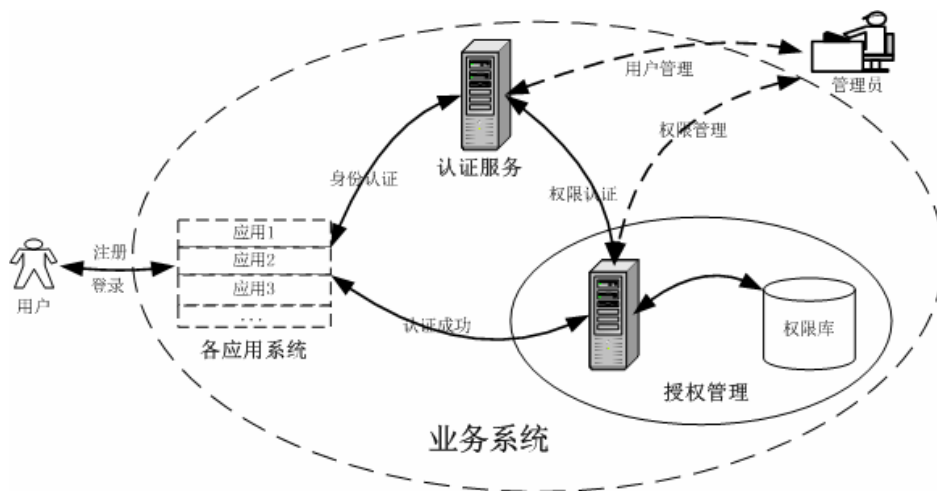 用户管理
管理员
权限管理
认证服务
身份认证
权限认证
应用1
注册
应用2
登录
应用3
用户
...
认证成功
权限库
各应用系统
授权管理
业务系统